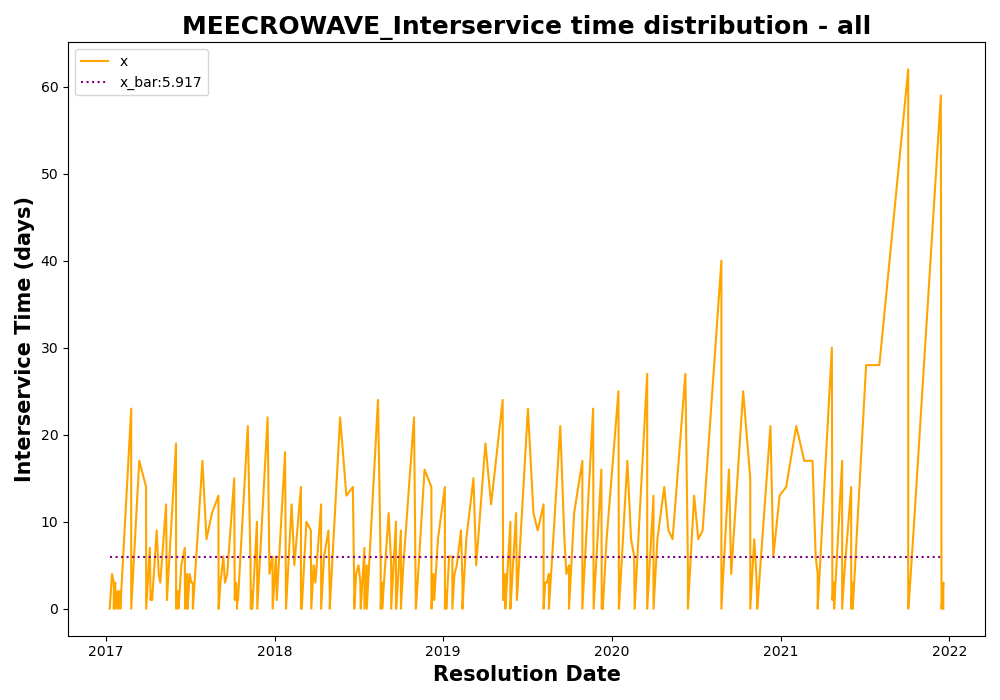 MEECROWAVE_Interservice time distribution - all
x
x_bar:5.917
60
50
40
30
20
10
0
Interservice Time (days)
2017 2018 2019 2020 2021 2022
Resolution Date